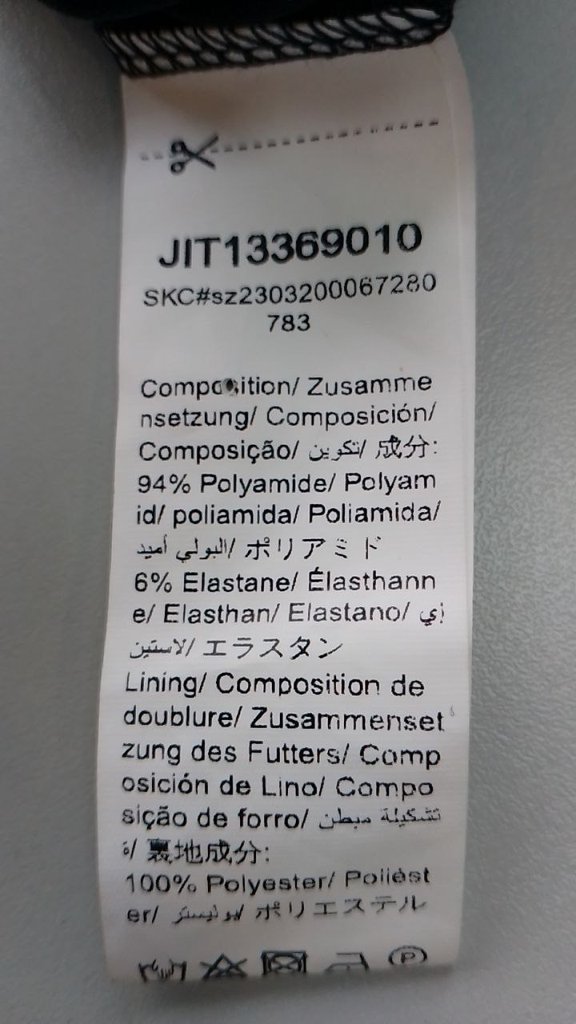 JIT13369010
SKC#sz2303200067280
783
Composition/ Zusamme
nsetzung/ Composición/
Composição/ تكوين/ 成分:
94% Polyamide/ Polyam
id/ poliamida/ Poliamida/
البولي أميد/ ポリアミド
6% Elastane/ Élasthann
e/ Elasthan/ Elastano/ إي
لاستين/ エラスタン
Lining/ Composition de
doublure/ Zusammenset
zung des Futters/ Comp
osición de Lino/ Compo
sição de forro/ تشكيلة مبطن
ة/ 裏地成分:
100% Polyester/ Poliést
er/ بوليستر/ ポリエステル
P